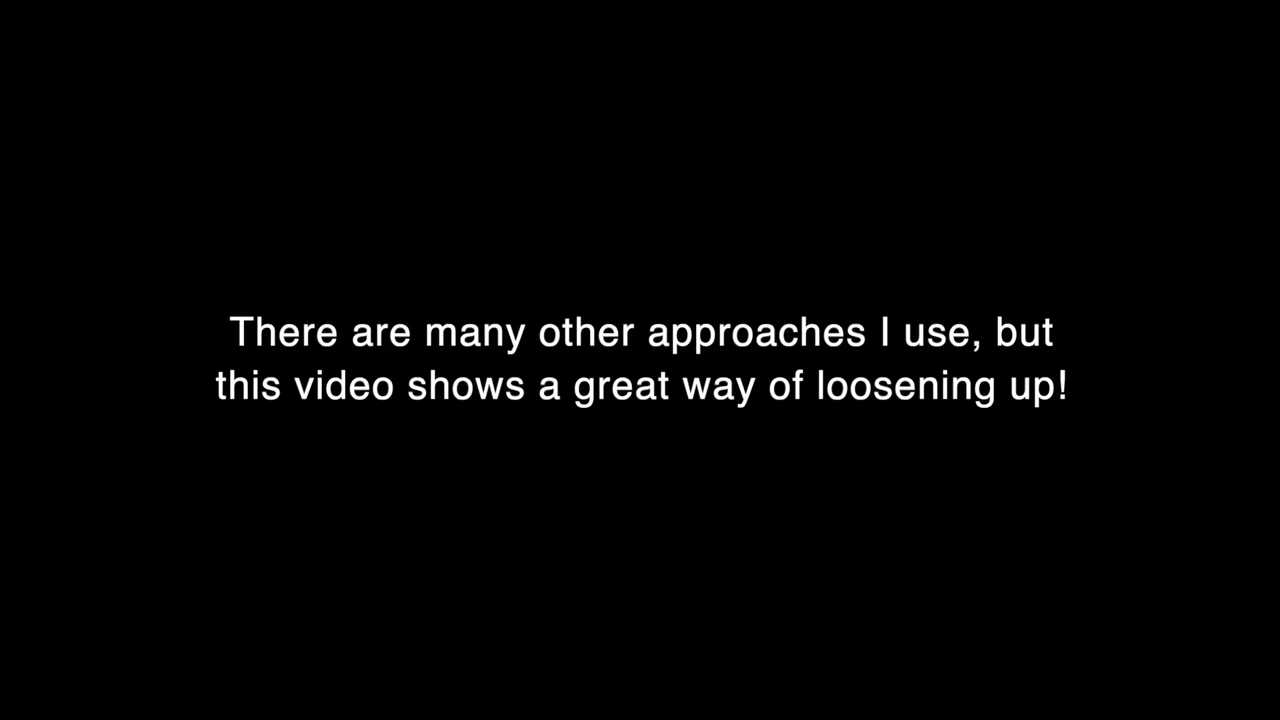 There are many other approaches I use, but
this video shows a great way of loosening up!